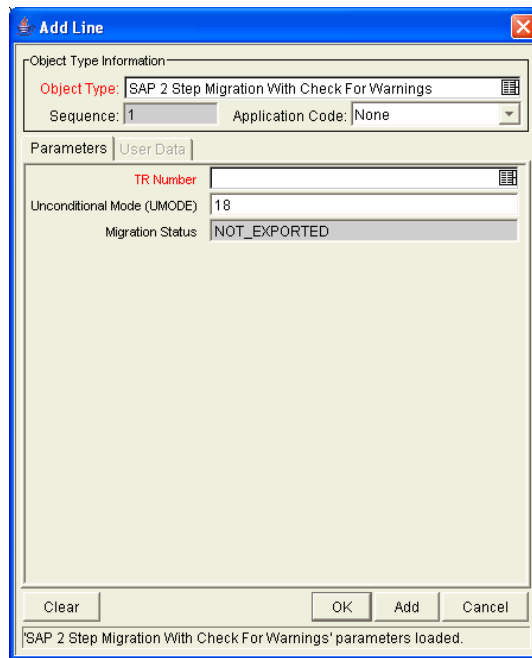 Add Line
Object Type Information
Object Type: SAP 2 Step Migration With Check For Warnings
Sequence: 1 Application Code: None
Parameters User Data
TR Number
Unconditional Mode (UMODE) 18
Migration Status NOT_EXPORTED
Clear OK Add Cancel
'SAP 2 Step Migration With Check For Warnings' parameters loaded.